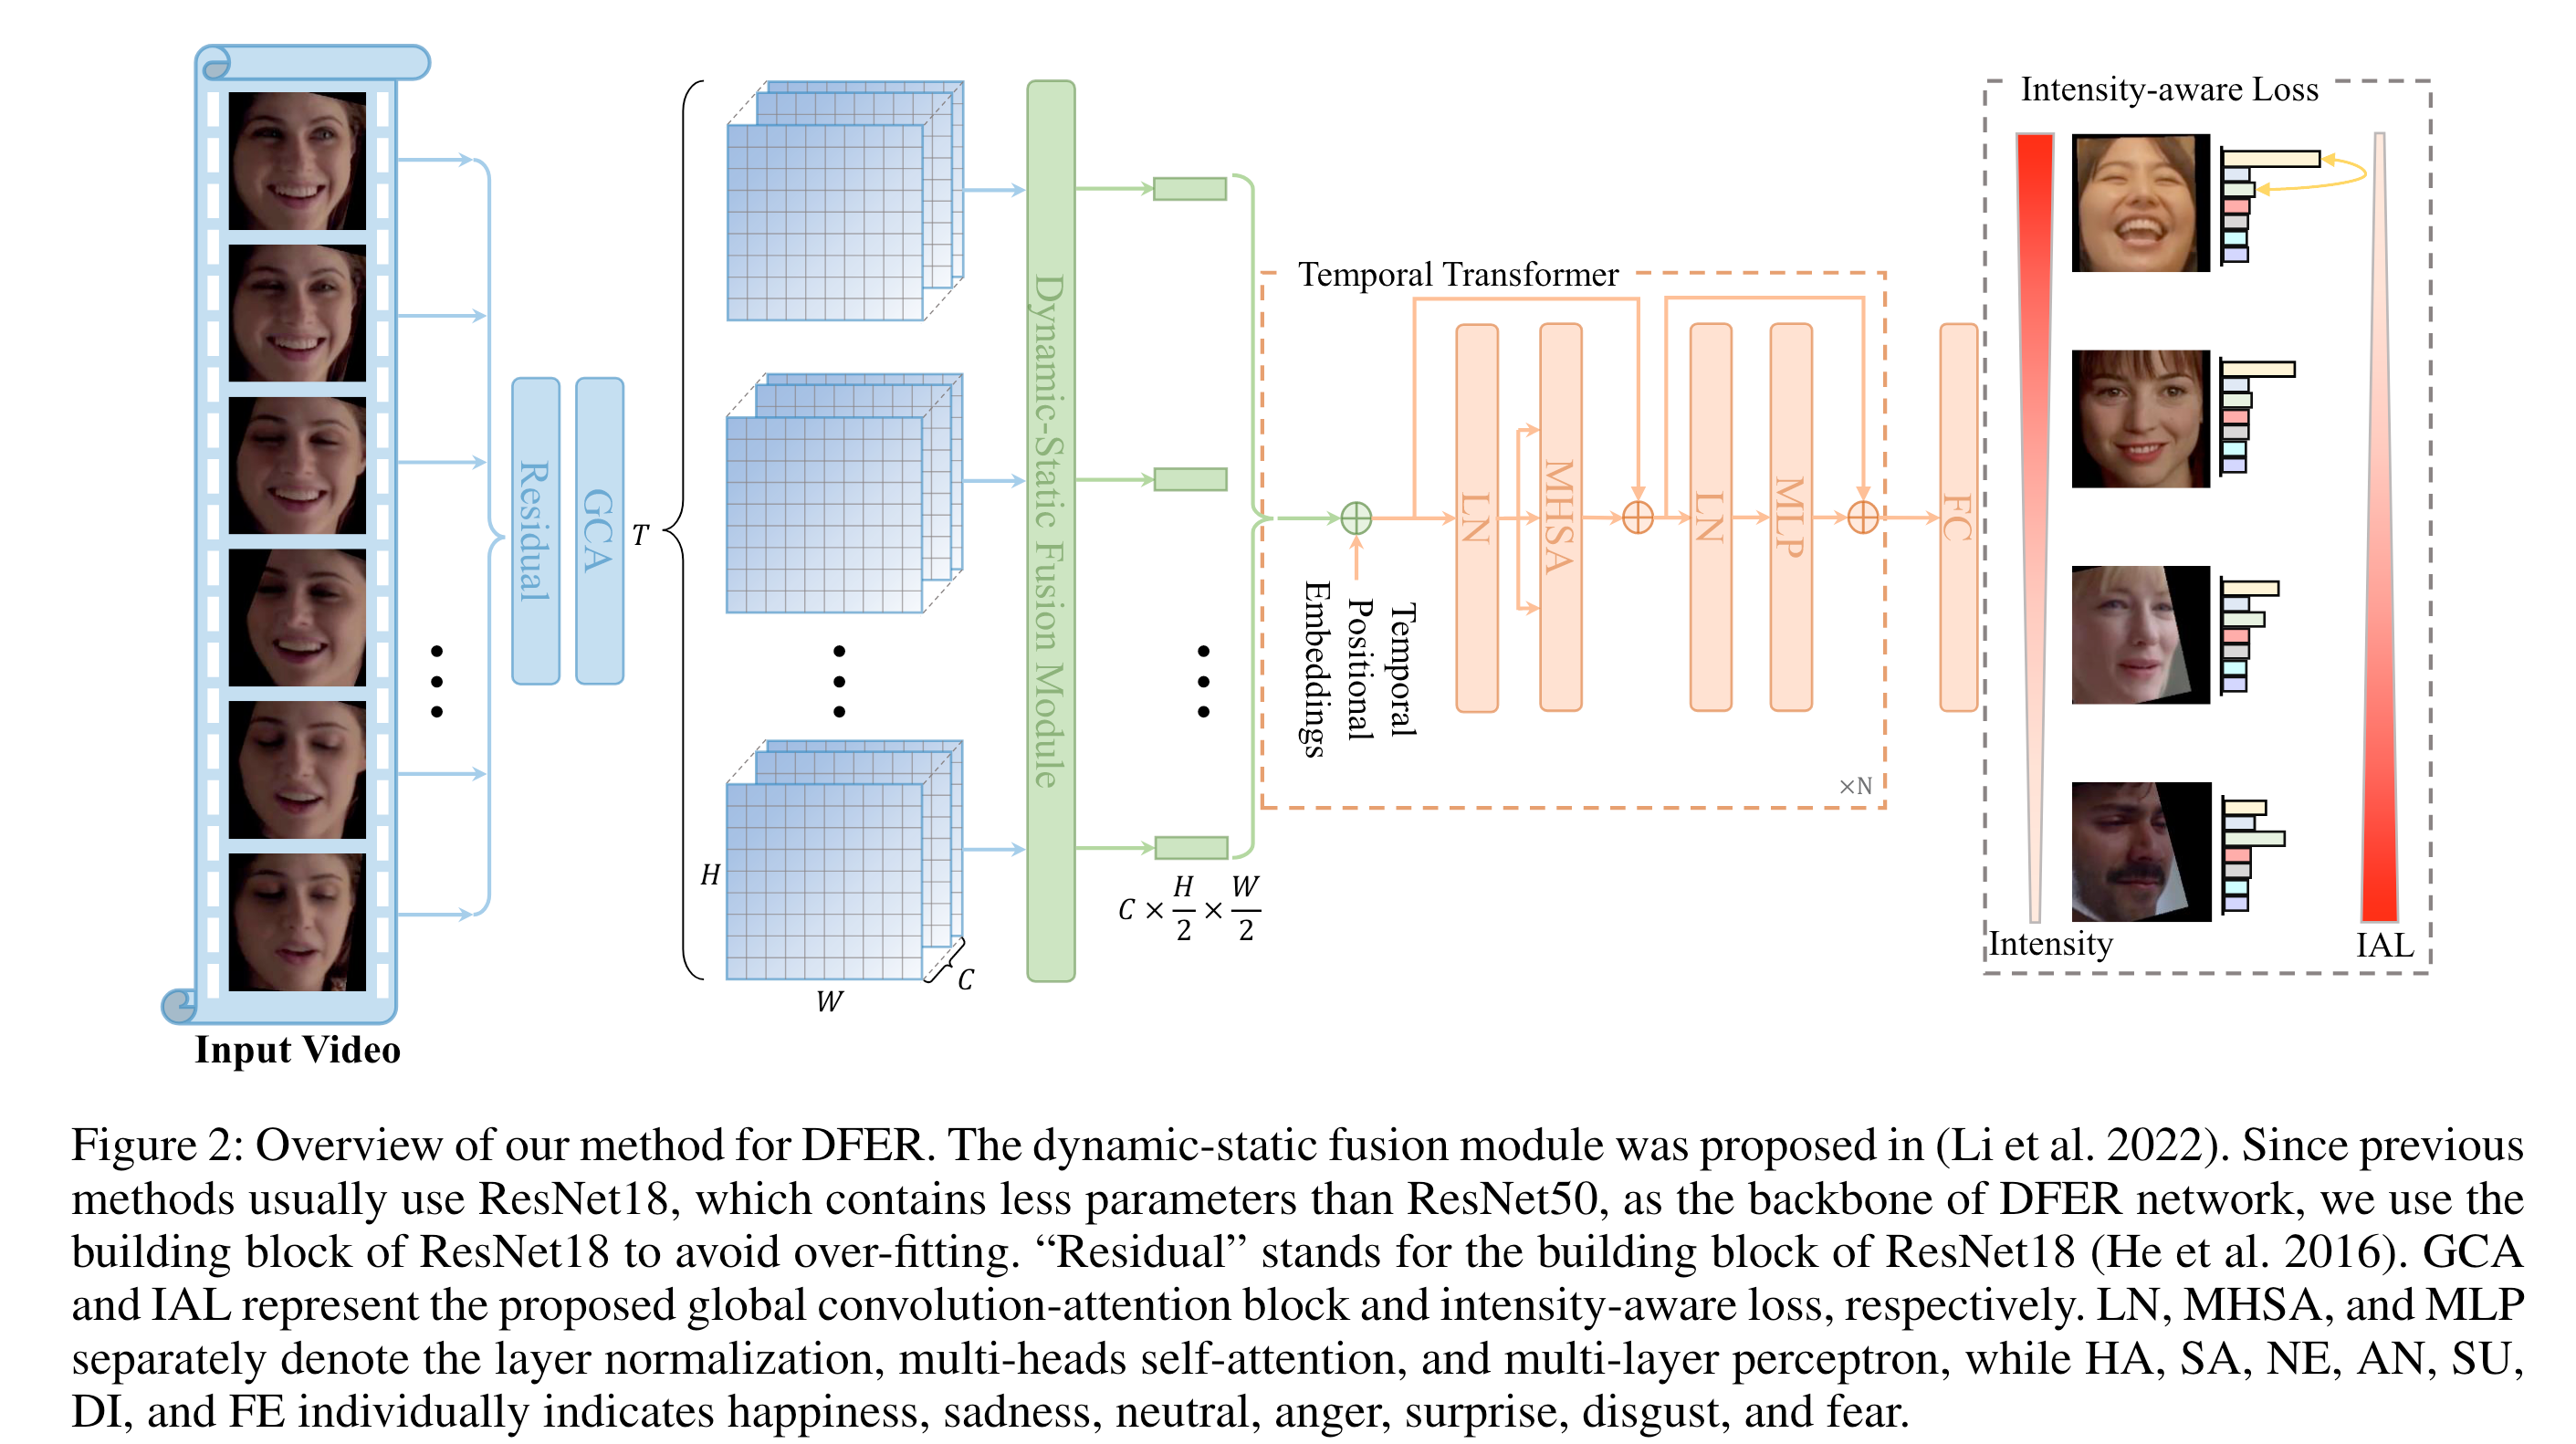 Input Video
Residual
GCA
T
H
W
C
Dynamic-Static Fusion Module
C × H/2 × W/2
Temporal Transformer
Temporal
Positional
Embeddings
LN
MHSA
LN
MLP
×N
FC
Intensity-aware Loss
Intensity
IAL
Figure 2: Overview of our method for DFER. The dynamic-static fusion module was proposed in (Li et al. 2022). Since previous
methods usually use ResNet18, which contains less parameters than ResNet50, as the backbone of DFER network, we use the
building block of ResNet18 to avoid over-fitting. “Residual” stands for the building block of ResNet18 (He et al. 2016). GCA
and IAL represent the proposed global convolution-attention block and intensity-aware loss, respectively. LN, MHSA, and MLP
separately denote the layer normalization, multi-heads self-attention, and multi-layer perceptron, while HA, SA, NE, AN, SU,
DI, and FE individually indicates happiness, sadness, neutral, anger, surprise, disgust, and fear.